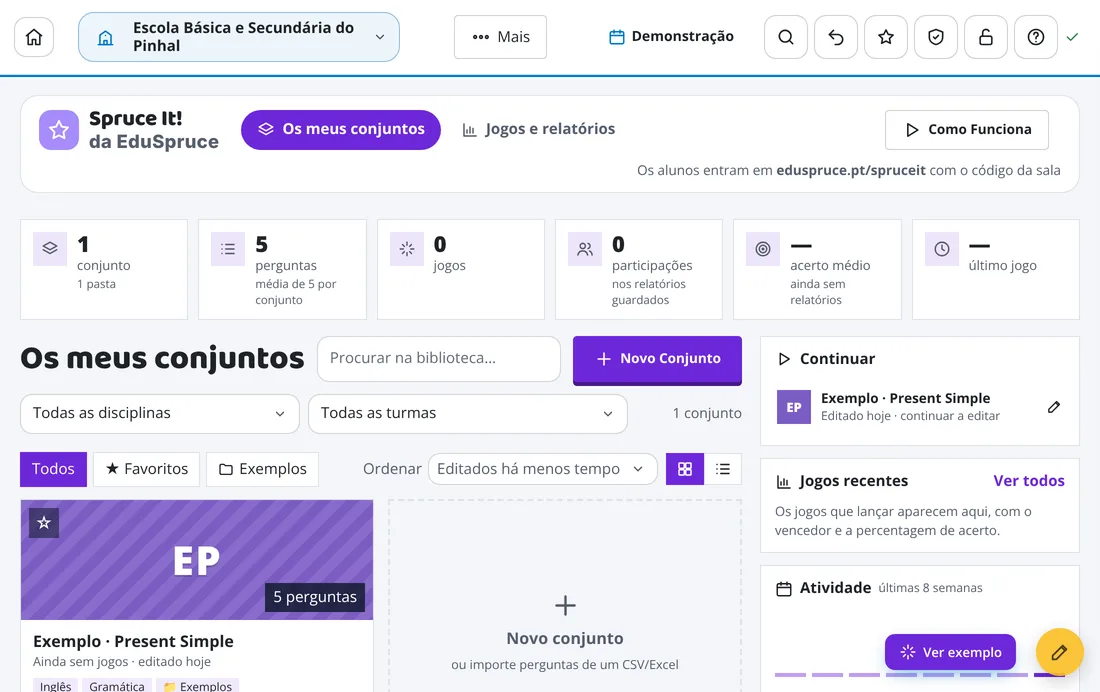 Escola Básica e Secundária do
Pinhal
Mais
Demonstração
Spruce It!
da EduSpruce
Os meus conjuntos
Jogos e relatórios
Como Funciona
Os alunos entram em eduspruce.pt/spruceit com o código da sala
1
conjunto
1 pasta
5
perguntas
média de 5 por
conjunto
0
jogos
0
participações
nos relatórios
guardados
—
acerto médio
ainda sem
relatórios
—
último jogo
Os meus conjuntos
Procurar na biblioteca...
Novo Conjunto
Todas as disciplinas
Todas as turmas
1 conjunto
Todos
Favoritos
Exemplos
Ordenar
Editados há menos tempo
EP
5 perguntas
Exemplo · Present Simple
Ainda sem jogos · editado hoje
Inglês
Gramática
Exemplos
Novo conjunto
ou importe perguntas de um CSV/Excel
Continuar
EP
Exemplo · Present Simple
Editado hoje · continuar a editar
Jogos recentes
Ver todos
Os jogos que lançar aparecem aqui, com o
vencedor e a percentagem de acerto.
Atividade
últimas 8 semanas
Ver exemplo